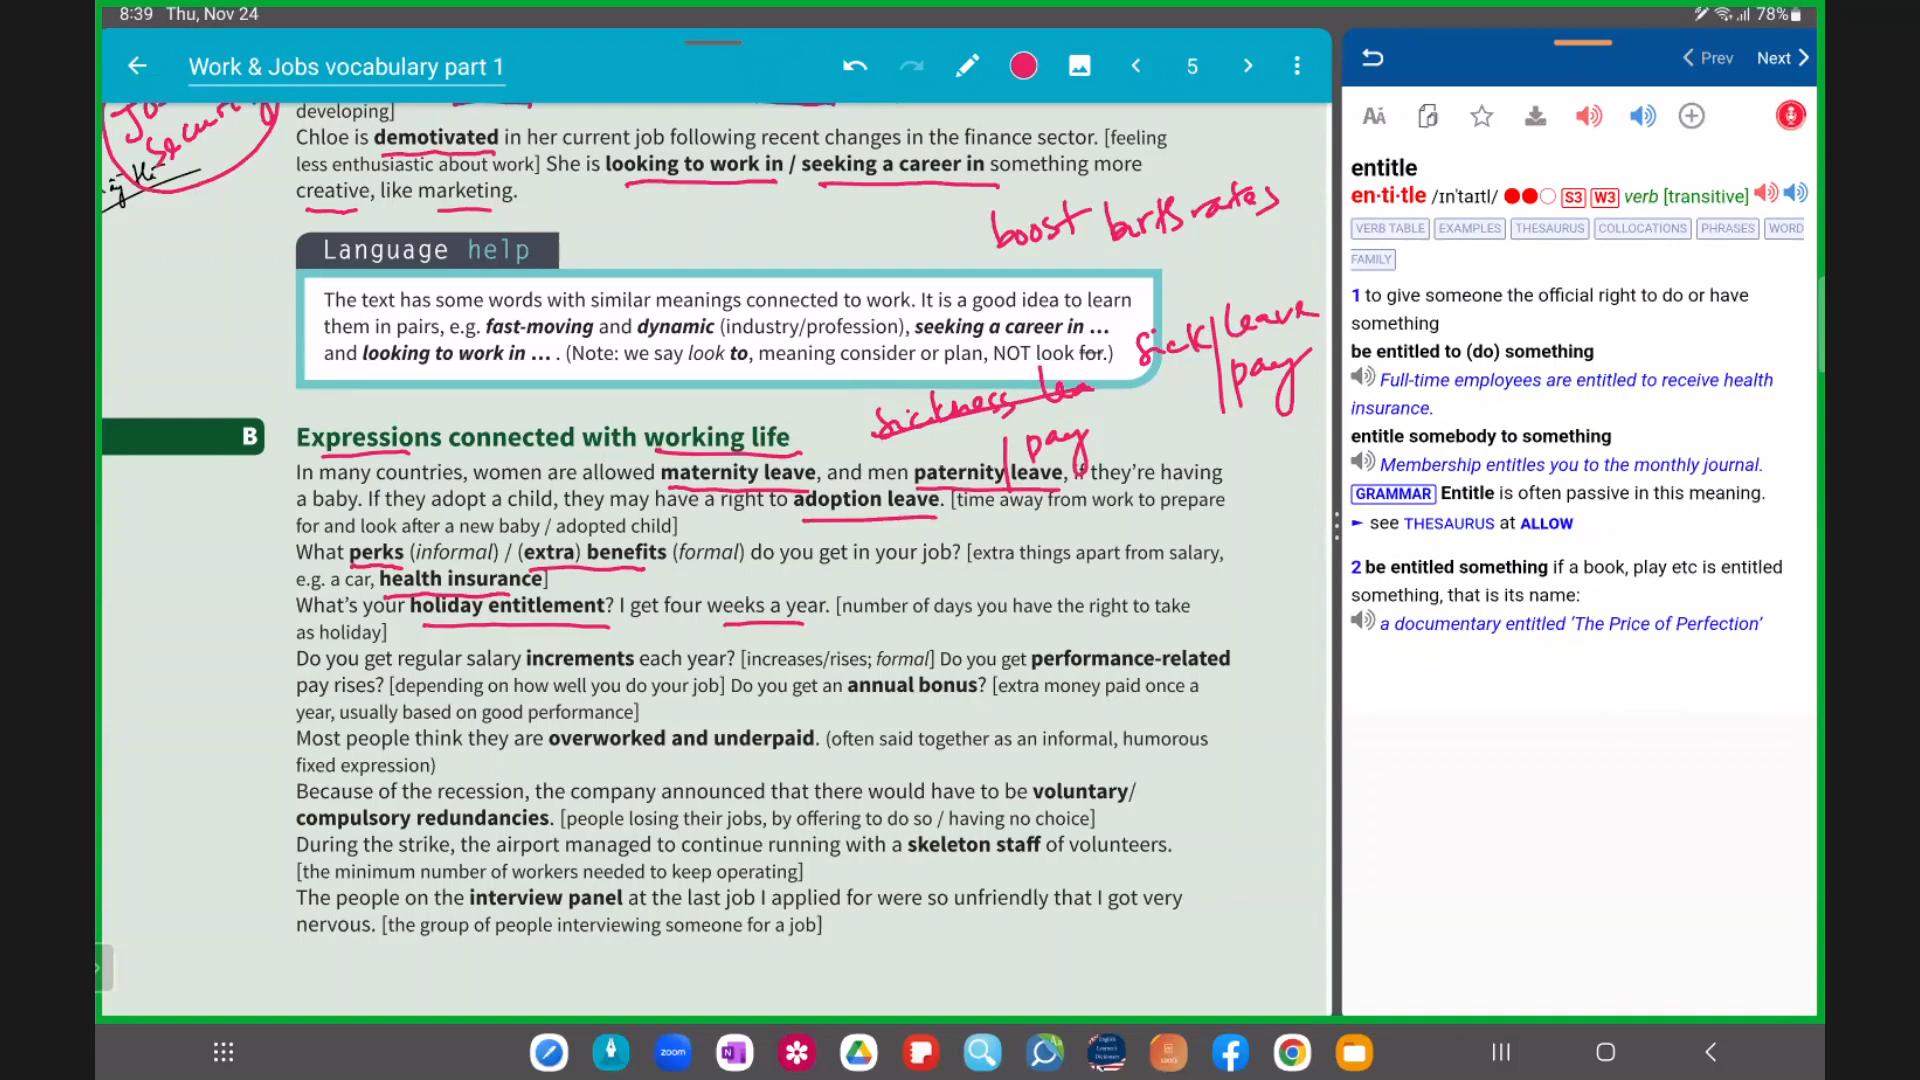 8:39 Thu, Nov 24
78%
Work & Jobs vocabulary part 1
5
developing]
Chloe is demotivated in her current job following recent changes in the finance sector. [feeling
less enthusiastic about work] She is looking to work in / seeking a career in something more
creative, like marketing.
boost birth rates
Language help
The text has some words with similar meanings connected to work. It is a good idea to learn
them in pairs, e.g. fast-moving and dynamic (industry/profession), seeking a career in ...
and looking to work in ... . (Note: we say look to, meaning consider or plan, NOT look for.)
sick/leave
pay
sickness lea
pay
B
Expressions connected with working life
In many countries, women are allowed maternity leave, and men paternity leave, if they're having
a baby. If they adopt a child, they may have a right to adoption leave. [time away from work to prepare
for and look after a new baby / adopted child]
What perks (informal) / (extra) benefits (formal) do you get in your job? [extra things apart from salary,
e.g. a car, health insurance]
What's your holiday entitlement? I get four weeks a year. [number of days you have the right to take
as holiday]
Do you get regular salary increments each year? [increases/rises; formal] Do you get performance-related
pay rises? [depending on how well you do your job] Do you get an annual bonus? [extra money paid once a
year, usually based on good performance]
Most people think they are overworked and underpaid. (often said together as an informal, humorous
fixed expression)
Because of the recession, the company announced that there would have to be voluntary/
compulsory redundancies. [people losing their jobs, by offering to do so / having no choice]
During the strike, the airport managed to continue running with a skeleton staff of volunteers.
[the minimum number of workers needed to keep operating]
The people on the interview panel at the last job I applied for were so unfriendly that I got very
nervous. [the group of people interviewing someone for a job]
Prev Next
entitle
en·ti·tle /ɪnˈtaɪtl/ S3 W3 verb [transitive]
VERB TABLE EXAMPLES THESAURUS COLLOCATIONS PHRASES WORD
FAMILY
1 to give someone the official right to do or have
something
be entitled to (do) something
Full-time employees are entitled to receive health
insurance.
entitle somebody to something
Membership entitles you to the monthly journal.
GRAMMAR Entitle is often passive in this meaning.
► see THESAURUS at ALLOW
2 be entitled something if a book, play etc is entitled
something, that is its name:
a documentary entitled 'The Price of Perfection'
zoom